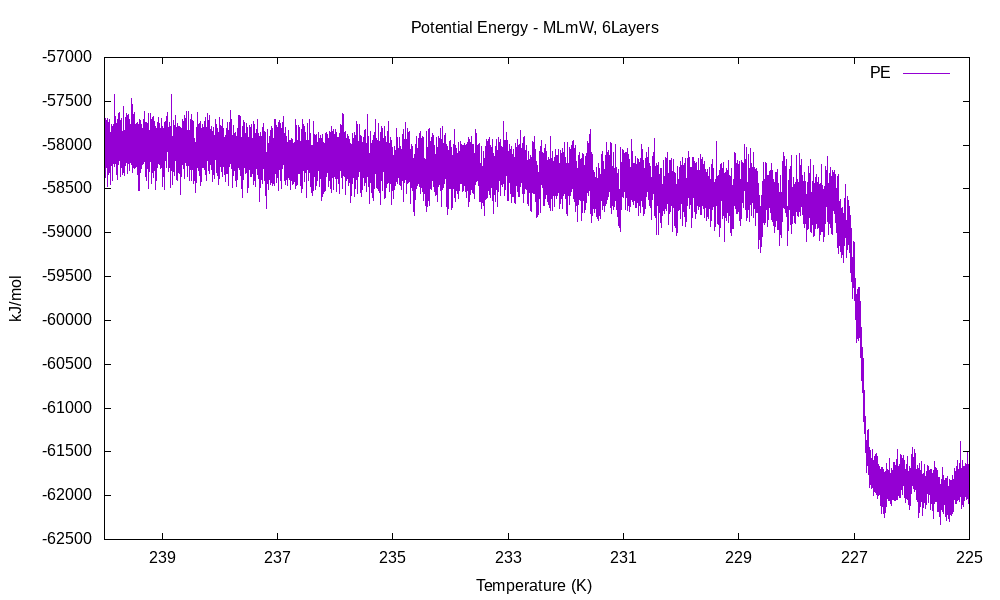 Potential Energy - MLmW, 6Layers
PE
kJ/mol
-57000
-57500
-58000
-58500
-59000
-59500
-60000
-60500
-61000
-61500
-62000
-62500
239 237 235 233 231 229 227 225
Temperature (K)